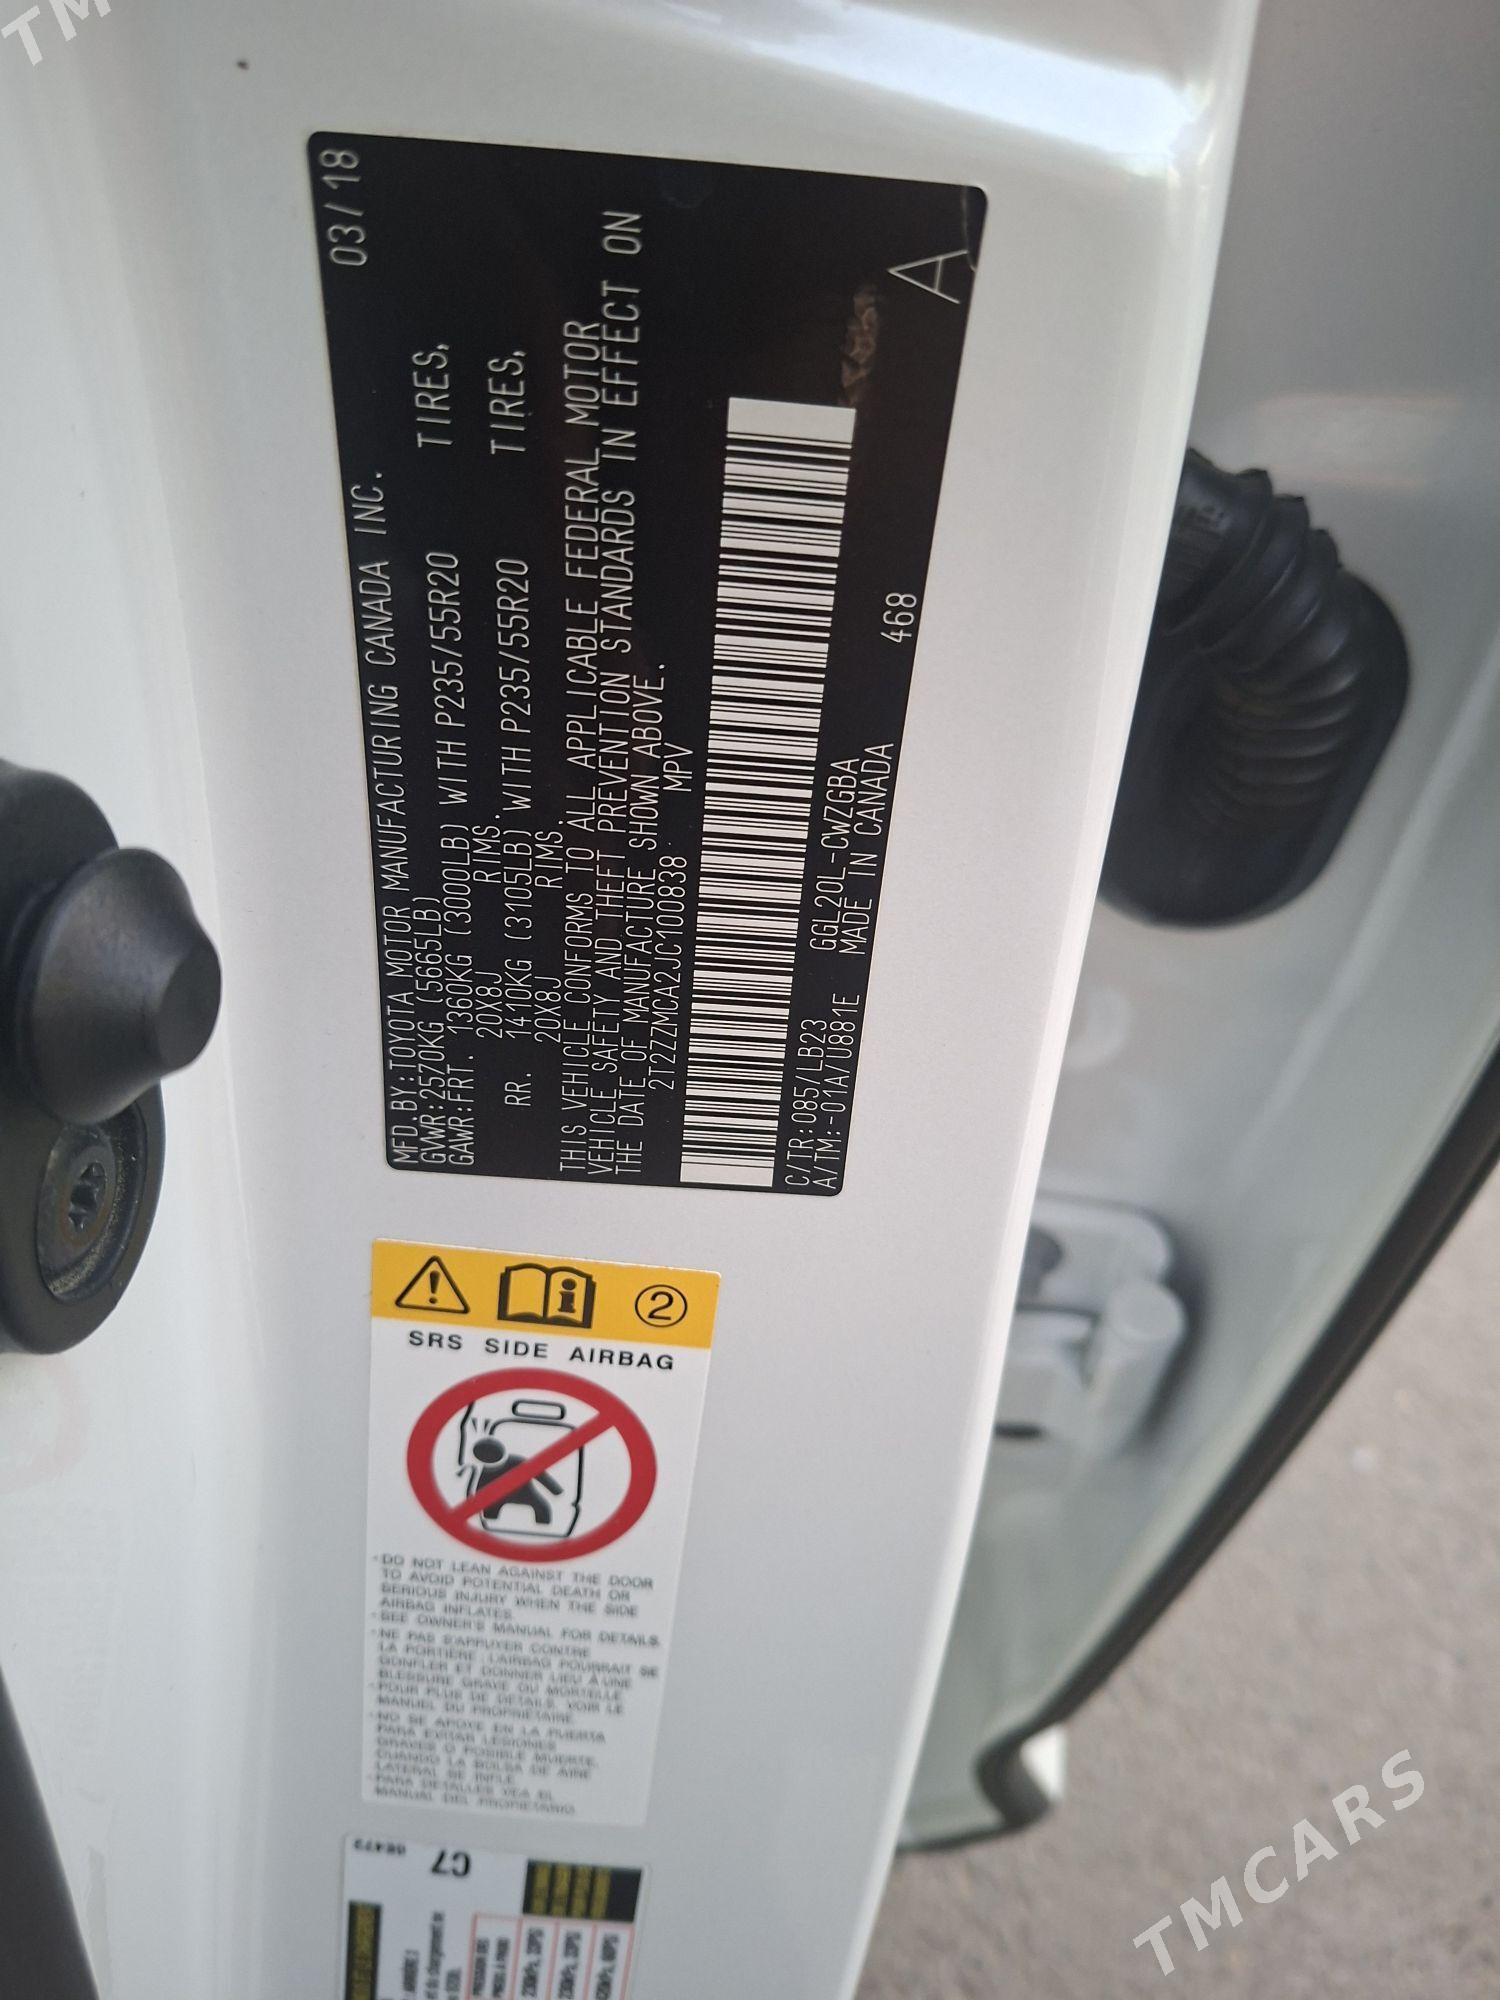 03/18
MFD.BY:TOYOTA MOTOR MANUFACTURING CANADA INC.
GVWR:2570KG (5665LB)
GAWR:FRT. 1360KG (3000LB) WITH P235/55R20 TIRES,
20X8J RIMS,
RR. 1410KG (3105LB) WITH P235/55R20 TIRES,
20X8J RIMS.
THIS VEHICLE CONFORMS TO ALL APPLICABLE FEDERAL MOTOR
VEHICLE SAFETY AND THEFT PREVENTION STANDARDS IN EFFECT ON
THE DATE OF MANUFACTURE SHOWN ABOVE.
2T2ZZMCA2JC100838 MPV
C/TR:085/LB23 GGL20L-CWZGBA 468
A/TM:-01A/U881E MADE IN CANADA
A
2
SRS SIDE AIRBAG
•DO NOT LEAN AGAINST THE DOOR
TO AVOID POTENTIAL DEATH OR
SERIOUS INJURY WHEN THE SIDE
AIRBAG INFLATES.
•SEE OWNER'S MANUAL FOR DETAILS.
•NE PAS S'APPUYER CONTRE
LA PORTIÈRE : L'AIRBAG POURRAIT SE
GONFLER ET DONNER LIEU À UNE
BLESSURE GRAVE OU MORTELLE.
•POUR PLUS DE DETAILS, VOIR LE
MANUEL DU PROPRIÉTAIRE.
•NO SE APOYE EN LA PUERTA
PARA EVITAR LESIONES
GRAVES O POSIBLE MUERTE,
CUANDO LA BOLSA DE AIRE
LATERAL SE INFLE.
•PARA DETALLES VEA EL
MANUAL DEL PROPIETARIO.
C7
TMCARS